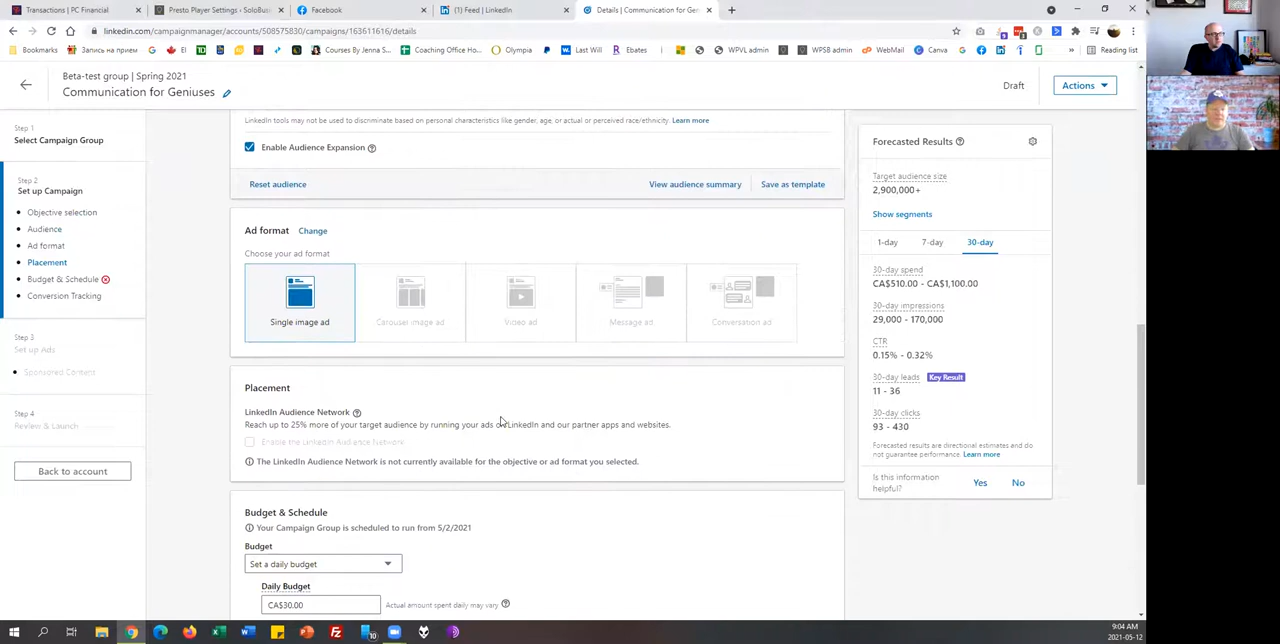 Transactions | PC Financial
Presto Player Settings ‹ SoloBusi
Facebook
(1) Feed | LinkedIn
Details | Communication for Gen
linkedin.com/campaignmanager/accounts/508575830/campaigns/163611616/details
Bookmarks
Запись на прием
EI
Courses By Jenna S...
Coaching Office Ho...
Olympia
Last Will
Ebates
WPVL admin
WPSB admin
WebMail
Canva
Reading list
Beta-test group | Spring 2021
Communication for Geniuses
Draft
Actions
Step 1
Select Campaign Group
Step 2
Set up Campaign
Objective selection
Audience
Ad format
Placement
Budget & Schedule
Conversion Tracking
Step 3
Set up Ads
Sponsored Content
Step 4
Review & Launch
Back to account
LinkedIn tools may not be used to discriminate based on personal characteristics like gender, age, or actual or perceived race/ethnicity. Learn more
Enable Audience Expansion
Reset audience
View audience summary
Save as template
Ad format
Change
Choose your ad format
Single image ad
Carousel image ad
Video ad
Message ad
Conversation ad
Placement
LinkedIn Audience Network
Reach up to 25% more of your target audience by running your ads on LinkedIn and our partner apps and websites.
Enable the LinkedIn Audience Network
The LinkedIn Audience Network is not currently available for the objective or ad format you selected.
Budget & Schedule
Your Campaign Group is scheduled to run from 5/2/2021
Budget
Set a daily budget
Daily Budget
CA$30.00
Actual amount spent daily may vary
Forecasted Results
Target audience size
2,900,000+
Show segments
1-day
7-day
30-day
30-day spend
CA$510.00 - CA$1,100.00
30-day impressions
29,000 - 170,000
CTR
0.15% - 0.32%
30-day leads
Key Result
11 - 36
30-day clicks
93 - 430
Forecasted results are directional estimates and do
not guarantee performance. Learn more
Is this information
helpful?
Yes
No
9:04 AM
2021-05-12